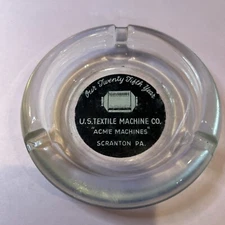 Our Twenty Fifth Year
U.S. TEXTILE MACHINE CO.
"ACME MACHINES"
SCRANTON PA.